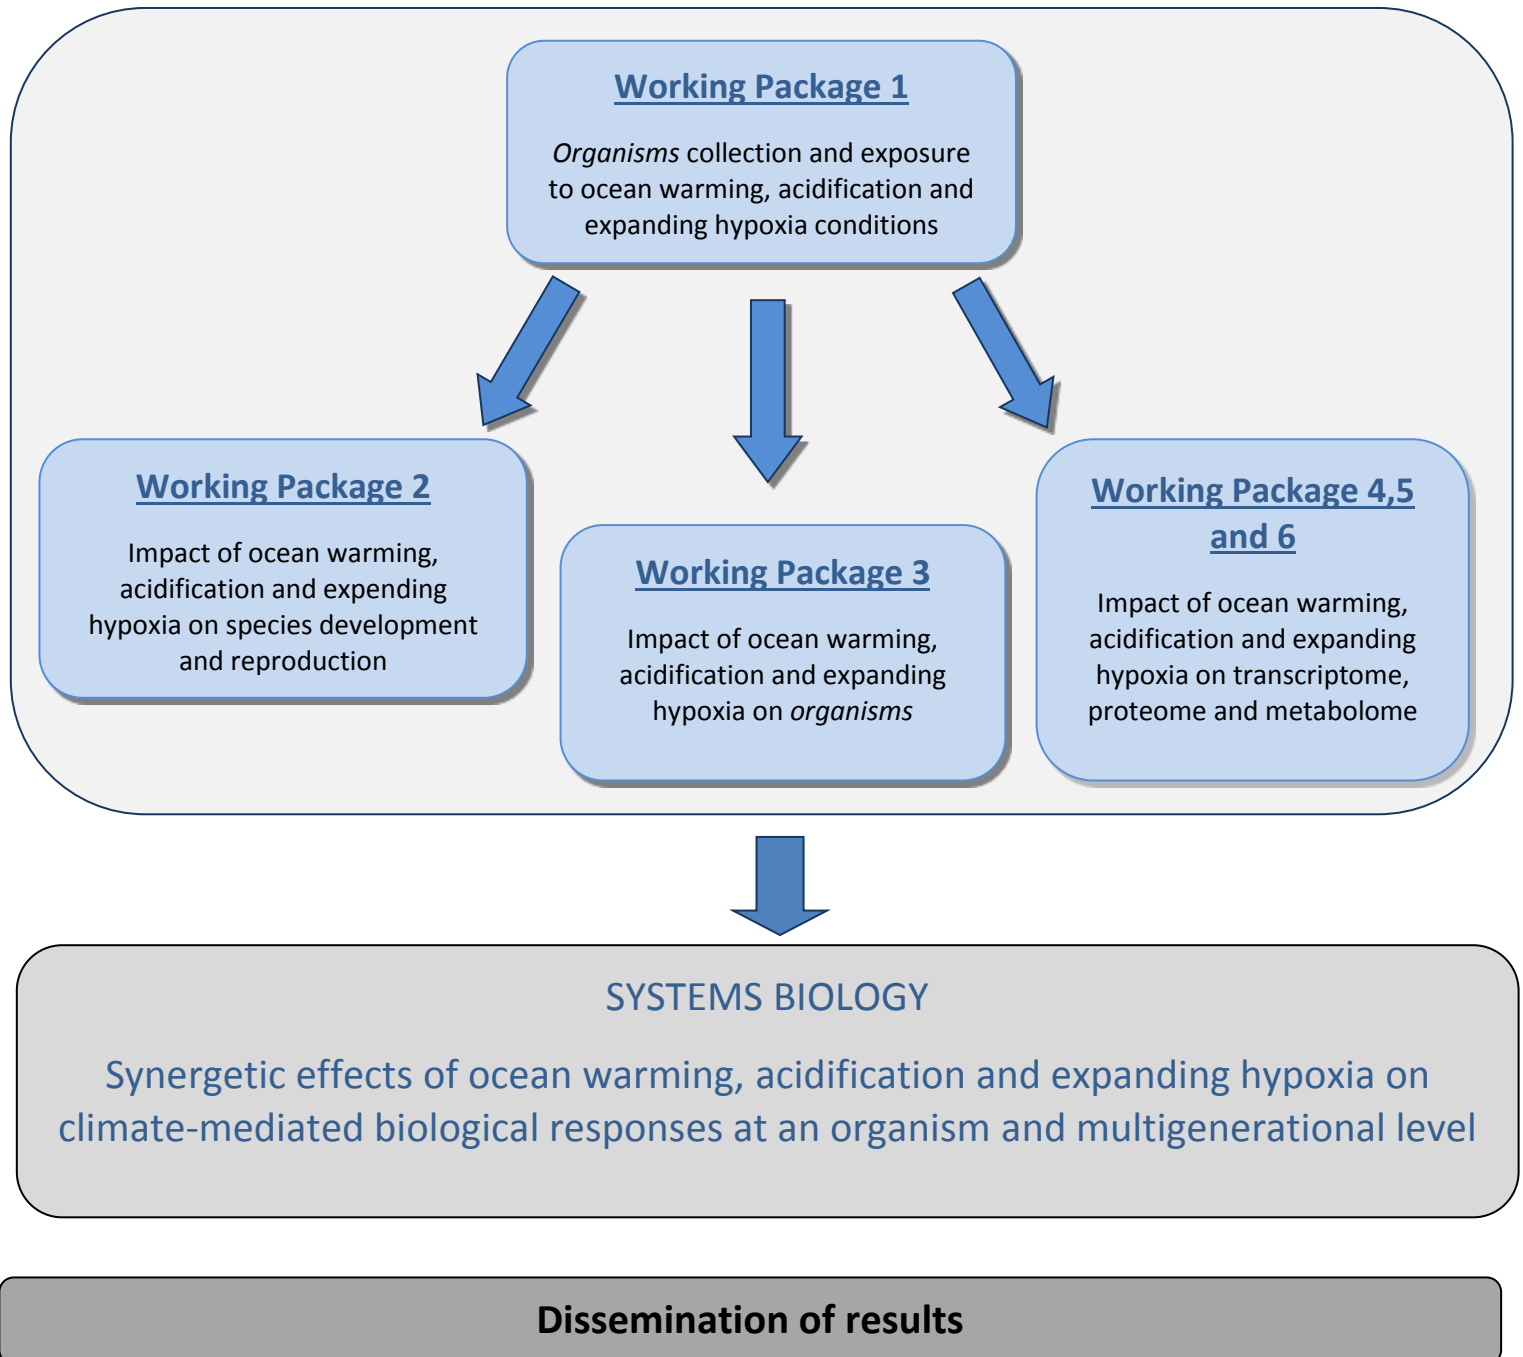 Working Package 1
Organisms collection and exposure
to ocean warming, acidification and
expanding hypoxia conditions
Working Package 2
Impact of ocean warming,
acidification and expending
hypoxia on species development
and reproduction
Working Package 3
Impact of ocean warming,
acidification and expanding
hypoxia on organisms
Working Package 4,5
and 6
Impact of ocean warming,
acidification and expanding
hypoxia on transcriptome,
proteome and metabolome
SYSTEMS BIOLOGY
Synergetic effects of ocean warming, acidification and expanding hypoxia on
climate-mediated biological responses at an organism and multigenerational level
Dissemination of results